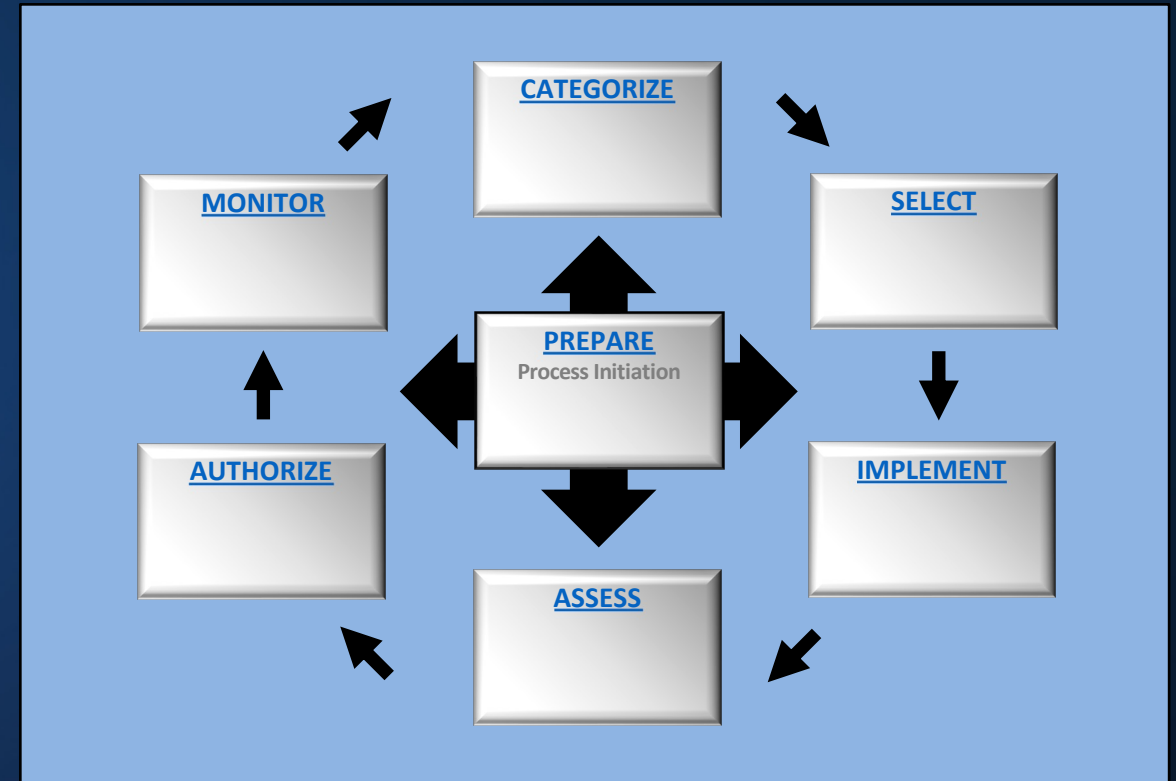 CATEGORIZE
MONITOR
SELECT
PREPARE
Process Initiation
AUTHORIZE
IMPLEMENT
ASSESS